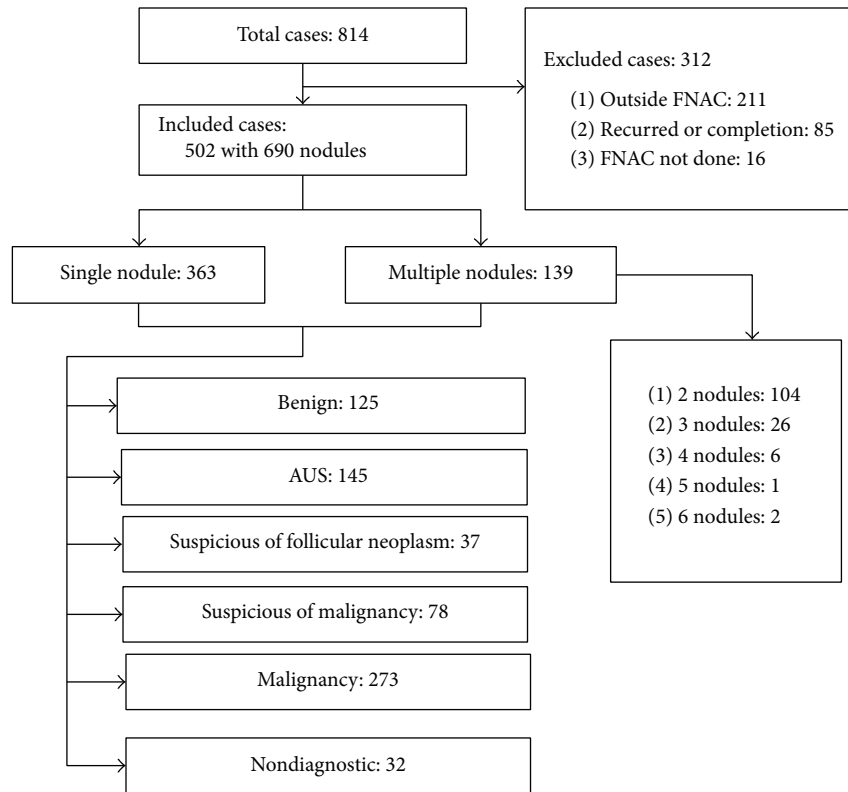 Total cases: 814
Excluded cases: 312
(1) Outside FNAC: 211
(2) Recurred or completion: 85
(3) FNAC not done: 16
Included cases:
502 with 690 nodules
Single nodule: 363
Multiple nodules: 139
(1) 2 nodules: 104
(2) 3 nodules: 26
(3) 4 nodules: 6
(4) 5 nodules: 1
(5) 6 nodules: 2
Benign: 125
AUS: 145
Suspicious of follicular neoplasm: 37
Suspicious of malignancy: 78
Malignancy: 273
Nondiagnostic: 32